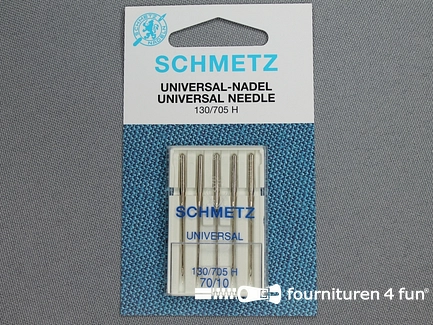 SCHMETZ
UNIVERSAL-NADEL
UNIVERSAL NEEDLE
130/705 H
SCHMETZ
UNIVERSAL
130/705 H
70/10
fournituren 4 fun®